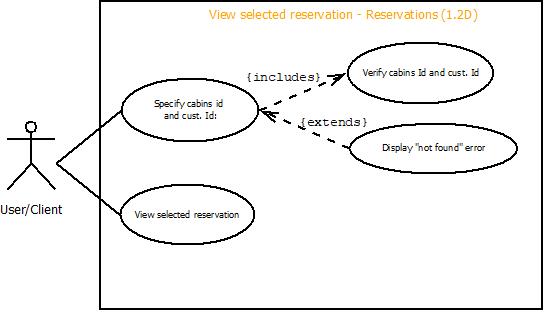 View selected reservation - Reservations (1.2D)
{includes}
Verify cabins Id and cust. Id
Specify cabins id
and cust. Id:
{extends}
Display "not found" error
User/Client
View selected reservation